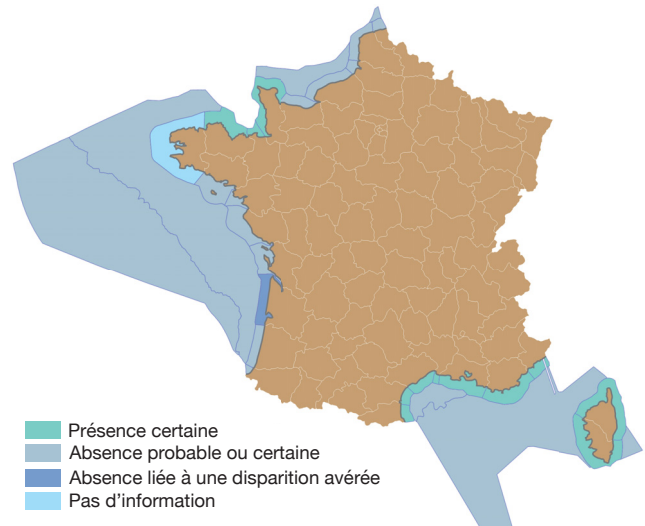 Présence certaine
Absence probable ou certaine
Absence liée à une disparition avérée
Pas d'information